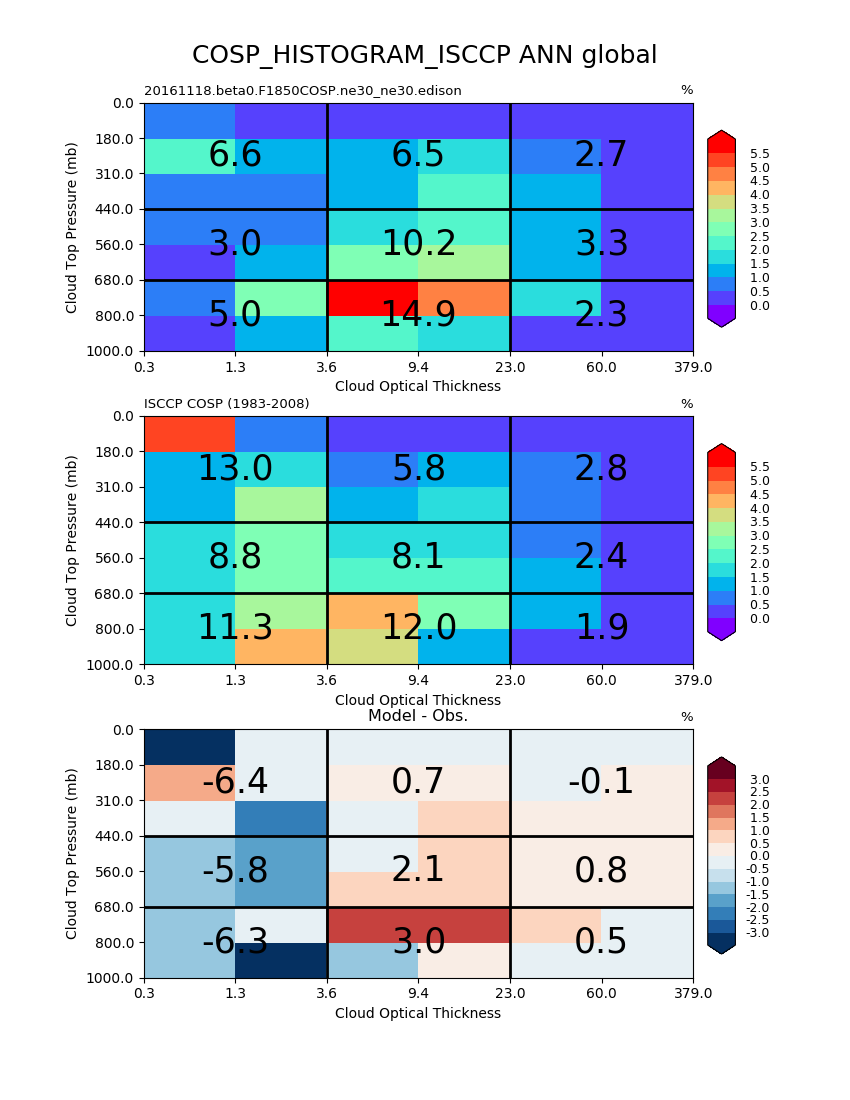 COSP_HISTOGRAM_ISCCP ANN global
20161118.beta0.F1850COSP.ne30_ne30.edison %
0.0
180.0
310.0
440.0
560.0
680.0
800.0
1000.0
Cloud Top Pressure (mb)
6.6 6.5 2.7
3.0 10.2 3.3
5.0 14.9 2.3
0.3 1.3 3.6 9.4 23.0 60.0 379.0
Cloud Optical Thickness
5.5
5.0
4.5
4.0
3.5
3.0
2.5
2.0
1.5
1.0
0.5
0.0
ISCCP COSP (1983-2008) %
0.0
180.0
310.0
440.0
560.0
680.0
800.0
1000.0
Cloud Top Pressure (mb)
13.0 5.8 2.8
8.8 8.1 2.4
11.3 12.0 1.9
0.3 1.3 3.6 9.4 23.0 60.0 379.0
Cloud Optical Thickness
5.5
5.0
4.5
4.0
3.5
3.0
2.5
2.0
1.5
1.0
0.5
0.0
Model - Obs. %
0.0
180.0
310.0
440.0
560.0
680.0
800.0
1000.0
Cloud Top Pressure (mb)
-6.4 0.7 -0.1
-5.8 2.1 0.8
-6.3 3.0 0.5
0.3 1.3 3.6 9.4 23.0 60.0 379.0
Cloud Optical Thickness
3.0
2.5
2.0
1.5
1.0
0.5
0.0
-0.5
-1.0
-1.5
-2.0
-2.5
-3.0